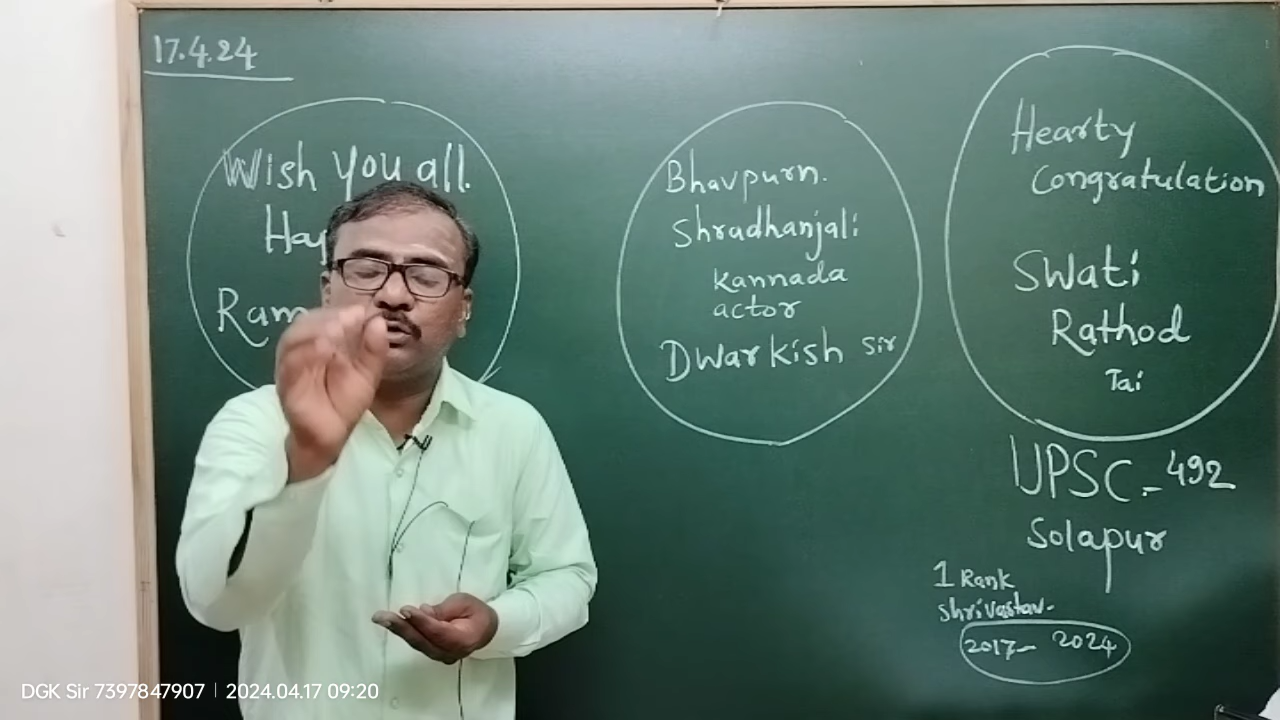 17.4.24
Wish you all.
Hap
Ram
Bhavpurn.
Shradhanjali
Kannada
actor
Dwarkish Sir
Hearty
Congratulation
Swati
Rathod
Tai
UPSC - 492
Solapur
1 Rank
Shrivastav-
2017- 2024
DGK Sir 7397847907 | 2024.04.17 09:20